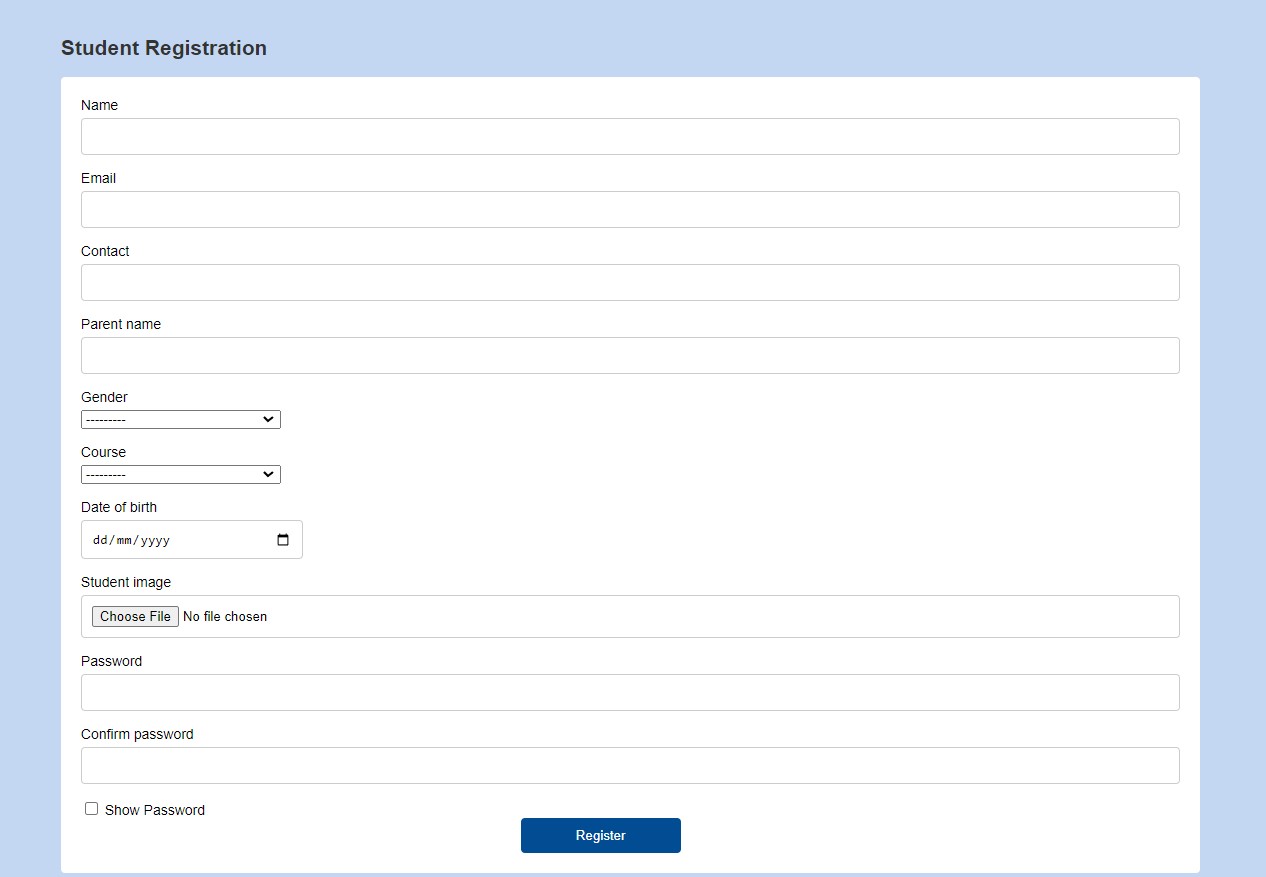 Student Registration
Name
Email
Contact
Parent name
Gender
---------
Course
---------
Date of birth
dd/mm/yyyy
Student image
Choose File No file chosen
Password
Confirm password
Show Password
Register